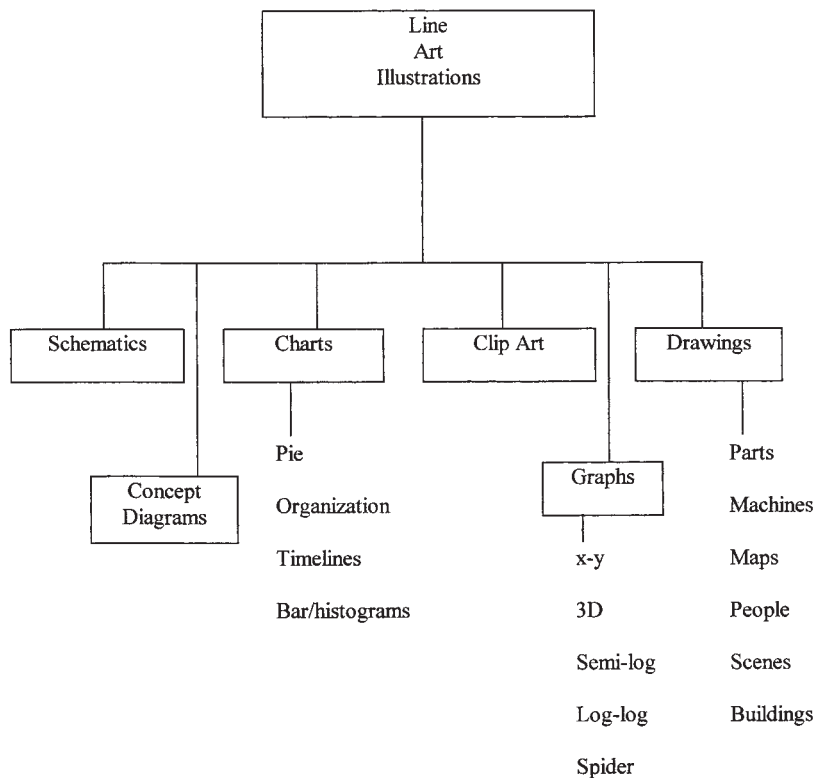 Line
Art
Illustrations
Schematics
Charts
Clip Art
Drawings
Concept
Diagrams
Pie
Organization
Timelines
Bar/histograms
Graphs
x-y
3D
Semi-log
Log-log
Spider
Parts
Machines
Maps
People
Scenes
Buildings